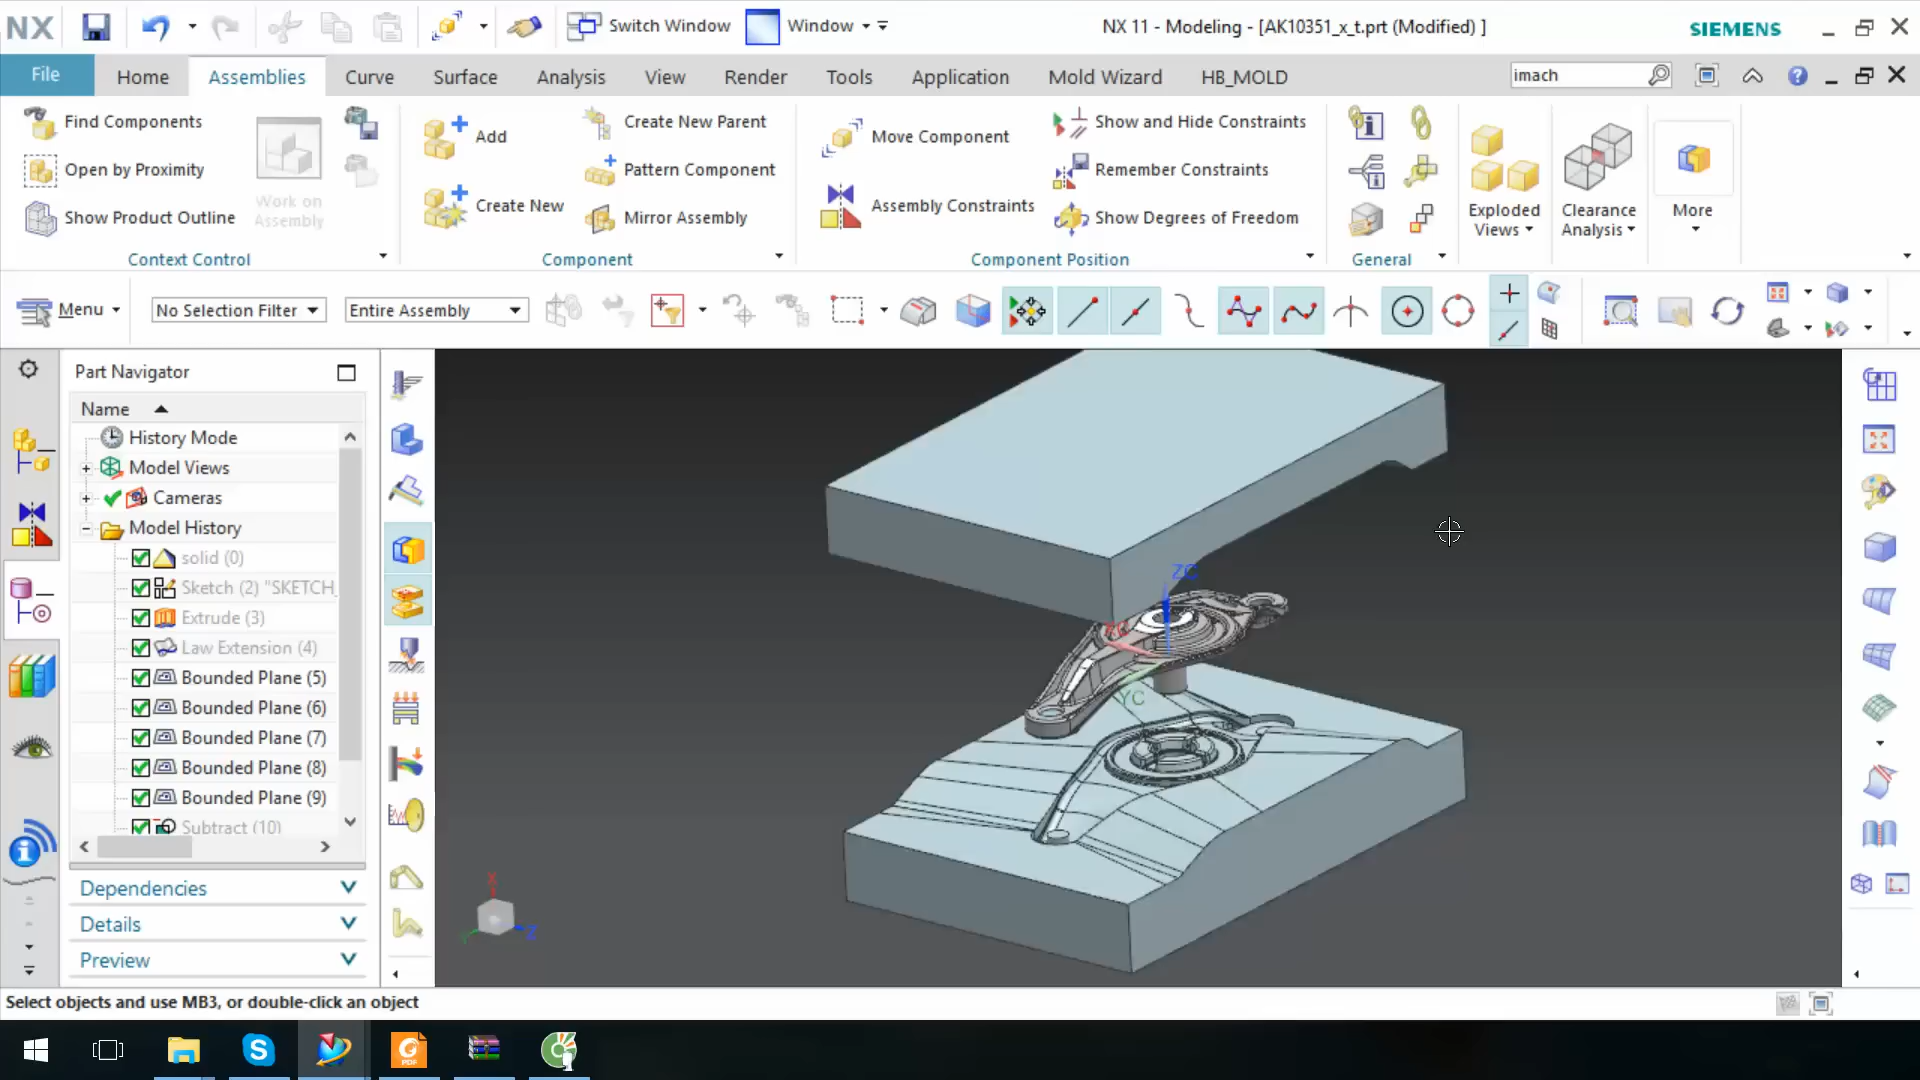 NX
Switch Window
Window
NX 11 - Modeling - [AK10351_x_t.prt (Modified) ]
SIEMENS
File
Home
Assemblies
Curve
Surface
Analysis
View
Render
Tools
Application
Mold Wizard
HB_MOLD
imach
Find Components
Open by Proximity
Show Product Outline
Work on
Assembly
Context Control
Add
Create New
Create New Parent
Pattern Component
Mirror Assembly
Component
Move Component
Assembly Constraints
Show and Hide Constraints
Remember Constraints
Show Degrees of Freedom
Component Position
General
Exploded
Views
Clearance
Analysis
More
Menu
No Selection Filter
Entire Assembly
Part Navigator
Name
History Mode
Model Views
Cameras
Model History
solid (0)
Sketch (2) "SKETCH_
Extrude (3)
Law Extension (4)
Bounded Plane (5)
Bounded Plane (6)
Bounded Plane (7)
Bounded Plane (8)
Bounded Plane (9)
Subtract (10)
Dependencies
Details
Preview
ZC
XC
YC
X
Y
Z
Select objects and use MB3, or double-click an object
PDF